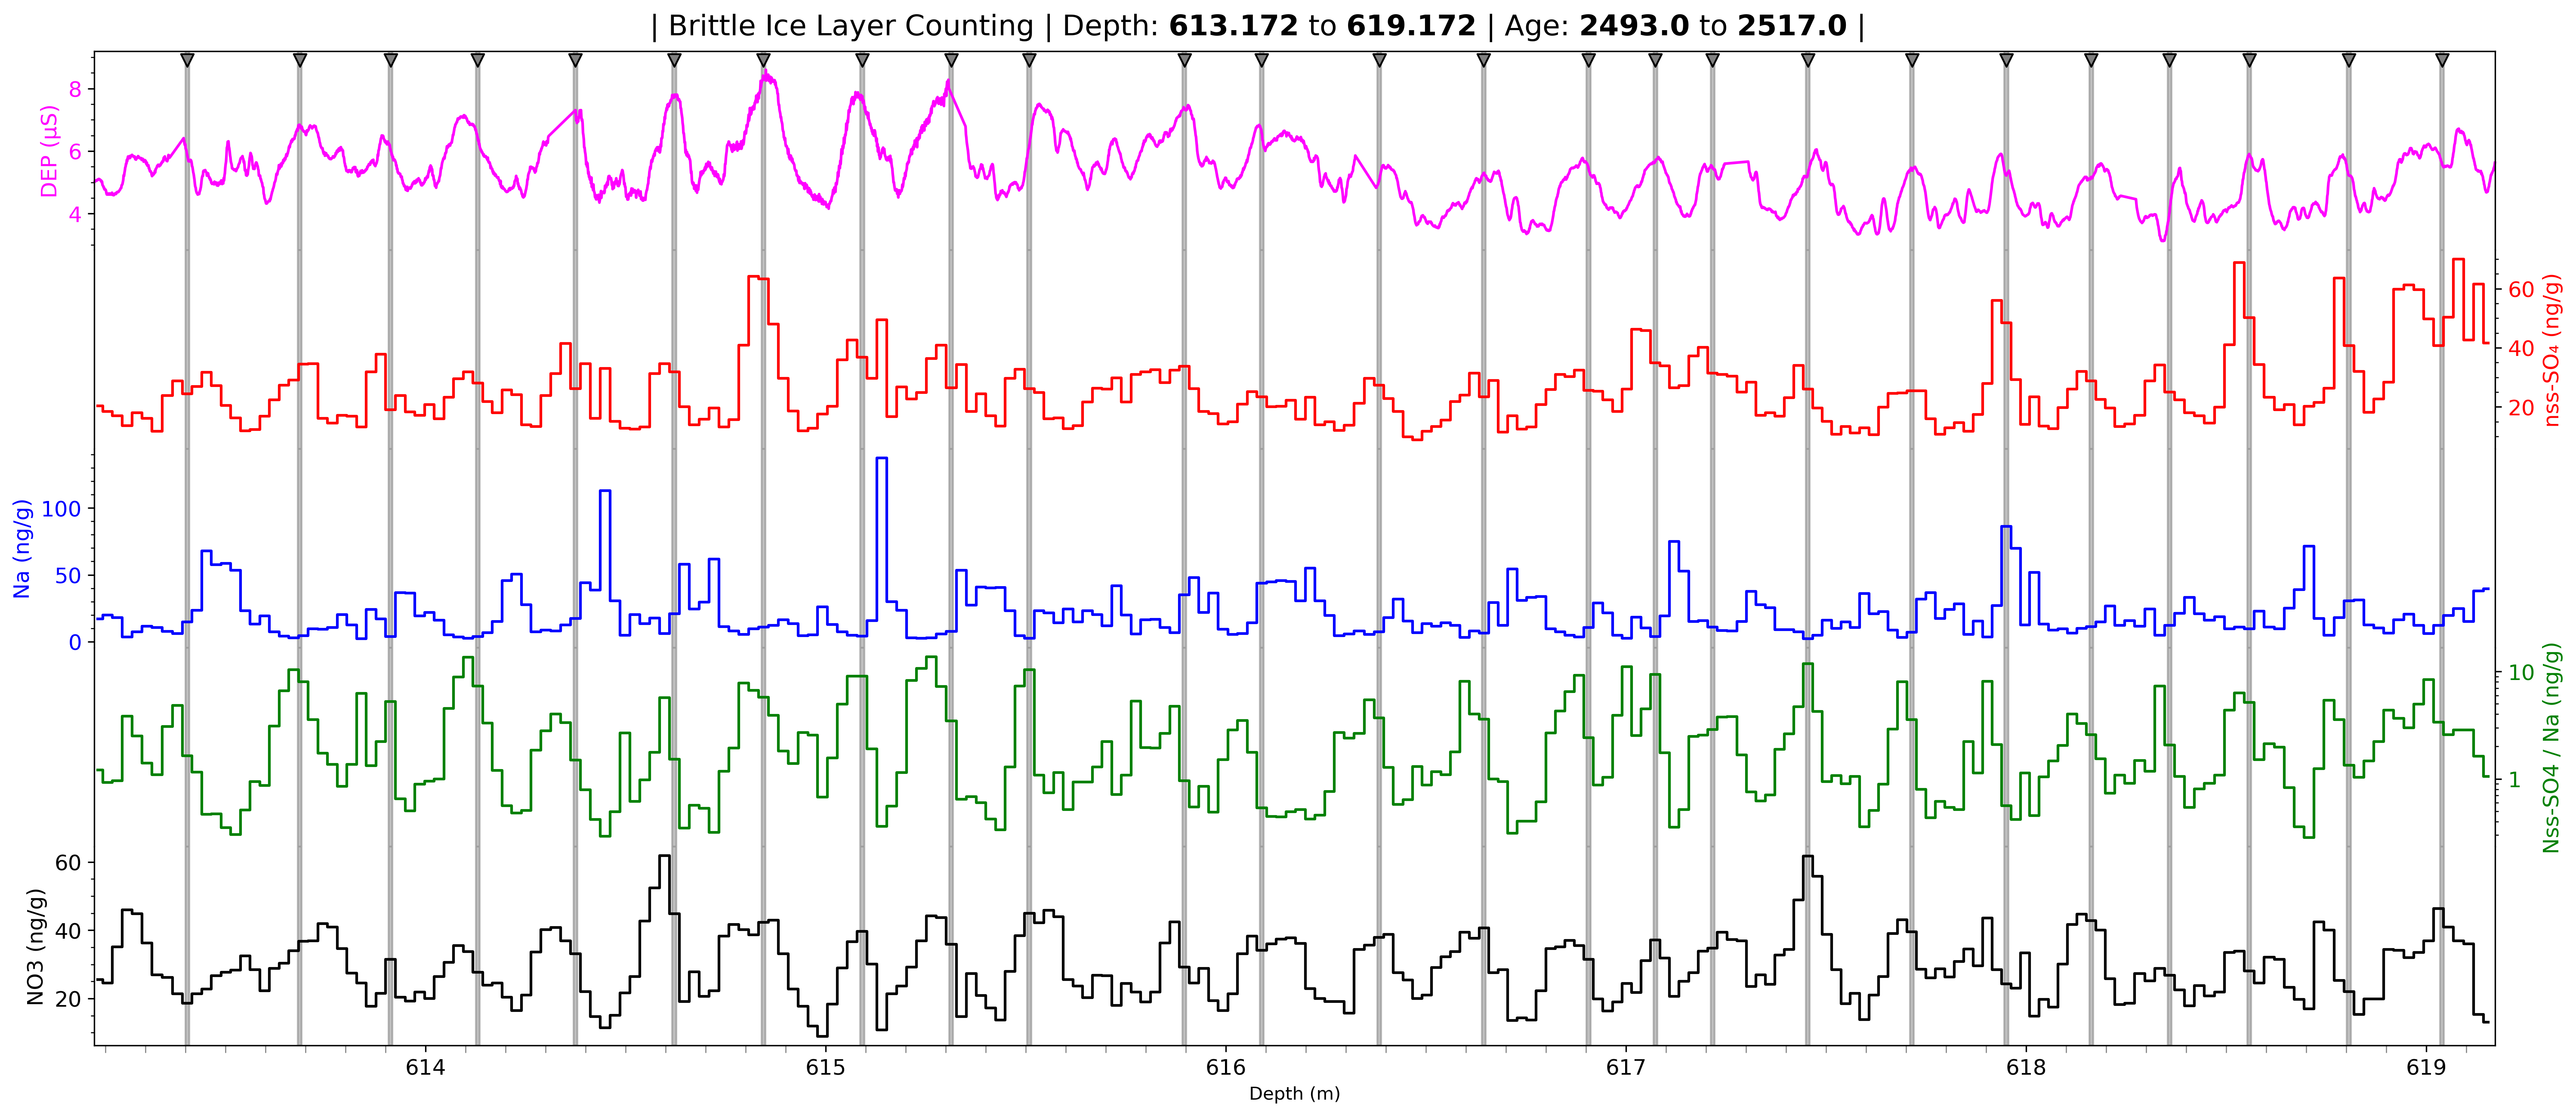 | Brittle Ice Layer Counting | Depth: 613.172 to 619.172 | Age: 2493.0 to 2517.0 |
DEP (µS)
8
6
4
nss-SO₄ (ng/g)
60
40
20
Na (ng/g)
100
50
0
Nss-SO4 / Na (ng/g)
10
1
NO3 (ng/g)
60
40
20
614
615
616
617
618
619
Depth (m)